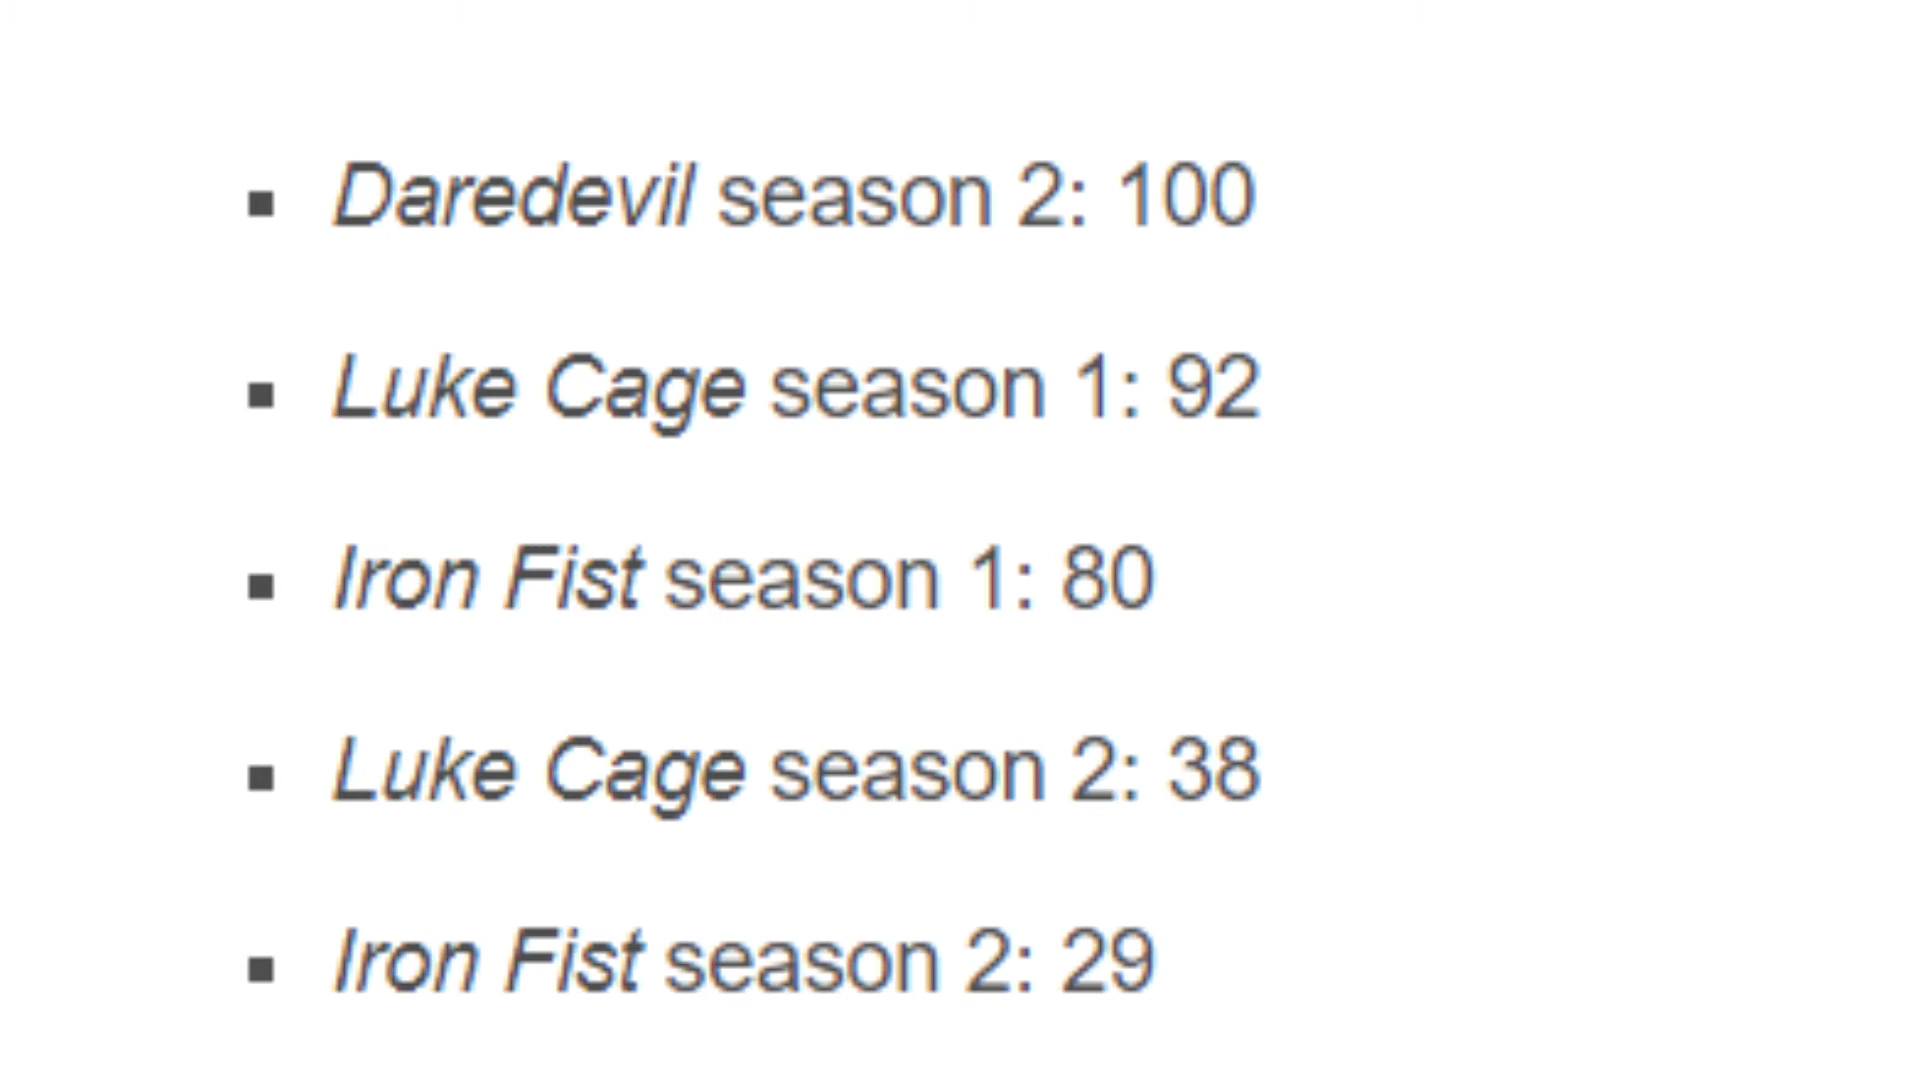 ▪ Daredevil season 2: 100
▪ Luke Cage season 1: 92
▪ Iron Fist season 1: 80
▪ Luke Cage season 2: 38
▪ Iron Fist season 2: 29